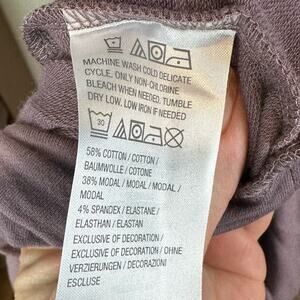 MACHINE WASH COLD DELICATE
CYCLE. ONLY NON-CHLORINE
BLEACH WHEN NEEDED. TUMBLE
DRY LOW. LOW IRON IF NEEDED
30
58% COTTON / COTTON /
BAUMWOLLE / COTONE
38% MODAL / MODAL / MODAL /
MODAL
4% SPANDEX / ELASTANE /
ELASTHAN / ELASTAN
EXCLUSIVE OF DECORATION /
EXCLUSIF DE DECORATION / OHNE
VERZIERUNGEN / DECORAZIONI
ESCLUSE